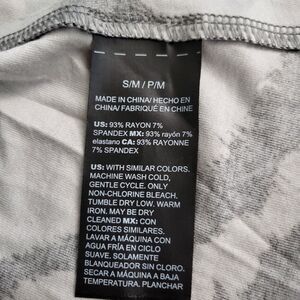 S/M / P/M
MADE IN CHINA/ HECHO EN
CHINA/ FABRIQUÉ EN CHINE
US: 93% RAYON 7%
SPANDEX MX: 93% rayón 7%
elastano CA: 93% RAYONNE
7% SPANDEX
US: WITH SIMILAR COLORS.
MACHINE WASH COLD,
GENTLE CYCLE. ONLY
NON-CHLORINE BLEACH.
TUMBLE DRY LOW. WARM
IRON. MAY BE DRY
CLEANED MX: CON
COLORES SIMILARES.
LAVAR A MÁQUINA CON
AGUA FRÍA EN CICLO
SUAVE. SOLAMENTE
BLANQUEADOR SIN CLORO.
SECAR A MÁQUINA A BAJA
TEMPERATURA. PLANCHAR